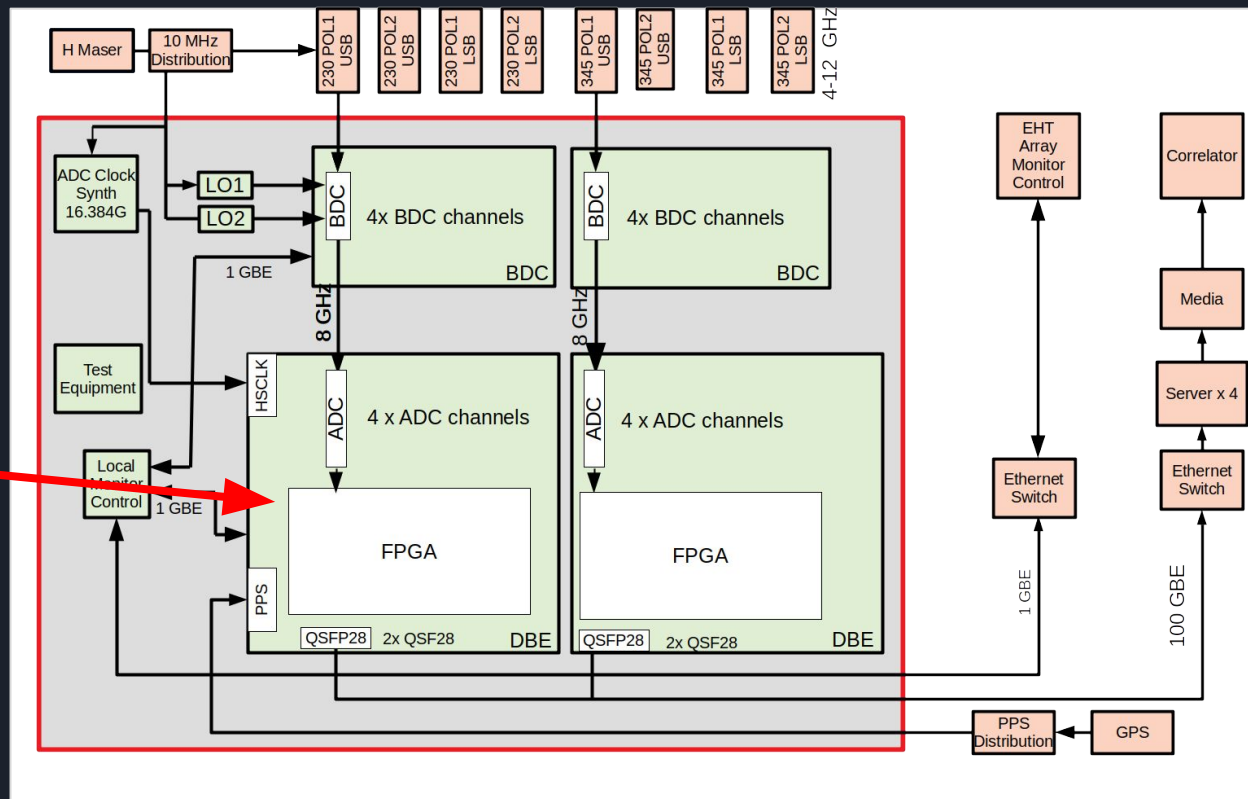 H Maser
10 MHz
Distribution
230 POL1
USB
230 POL2
USB
230 POL1
LSB
230 POL2
LSB
345 POL1
USB
345 POL2
USB
345 POL1
LSB
345 POL2
LSB
4-12 GHz
ADC Clock
Synth
16.384G
LO1
LO2
BDC
4x BDC channels
BDC
BDC
4x BDC channels
BDC
1 GBE
8 GHz
8 GHz
EHT
Array
Monitor
Control
Correlator
Media
Server x 4
Ethernet
Switch
Ethernet
Switch
Test
Equipment
HSCLK
ADC
4 x ADC channels
ADC
4 x ADC channels
Local
Monitor
Control
1 GBE
FPGA
FPGA
PPS
QSFP28
2x QSF28
DBE
QSFP28
2x QSF28
DBE
1 GBE
100 GBE
PPS
Distribution
GPS